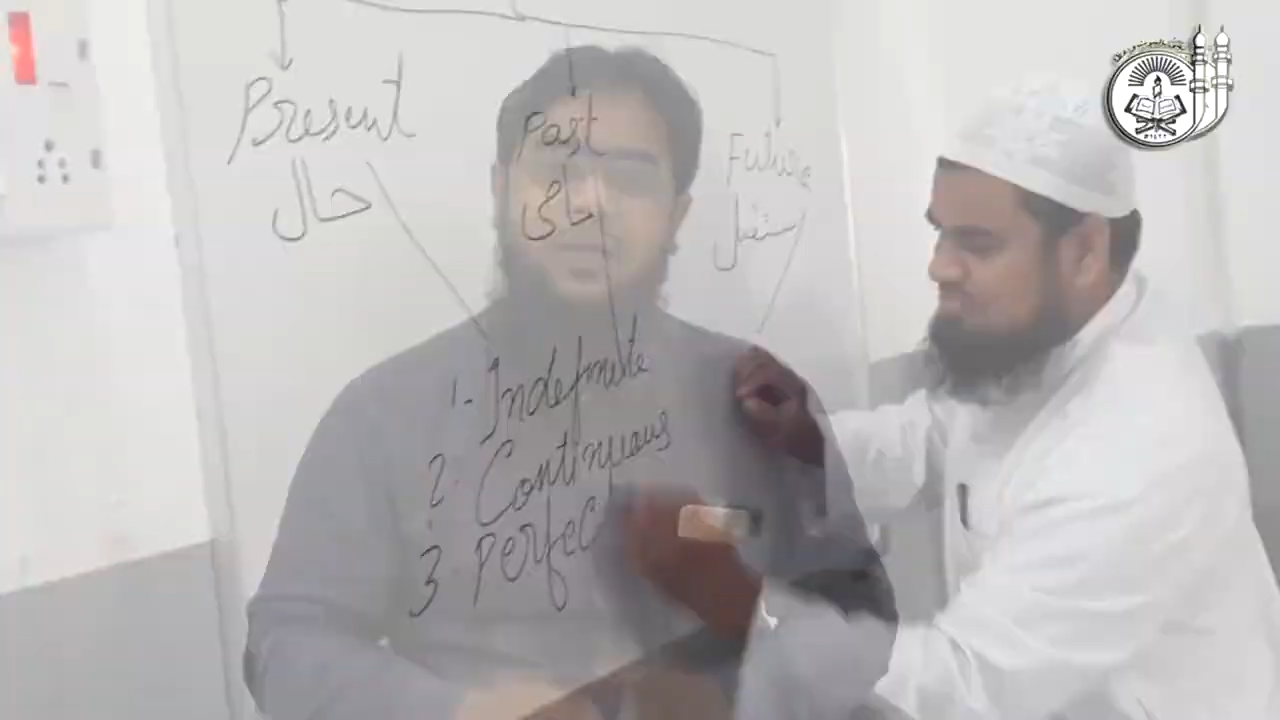 Present Past Future
حال ماضی مستقبل
1- Indefinite
2. Continuous
3. Perfec